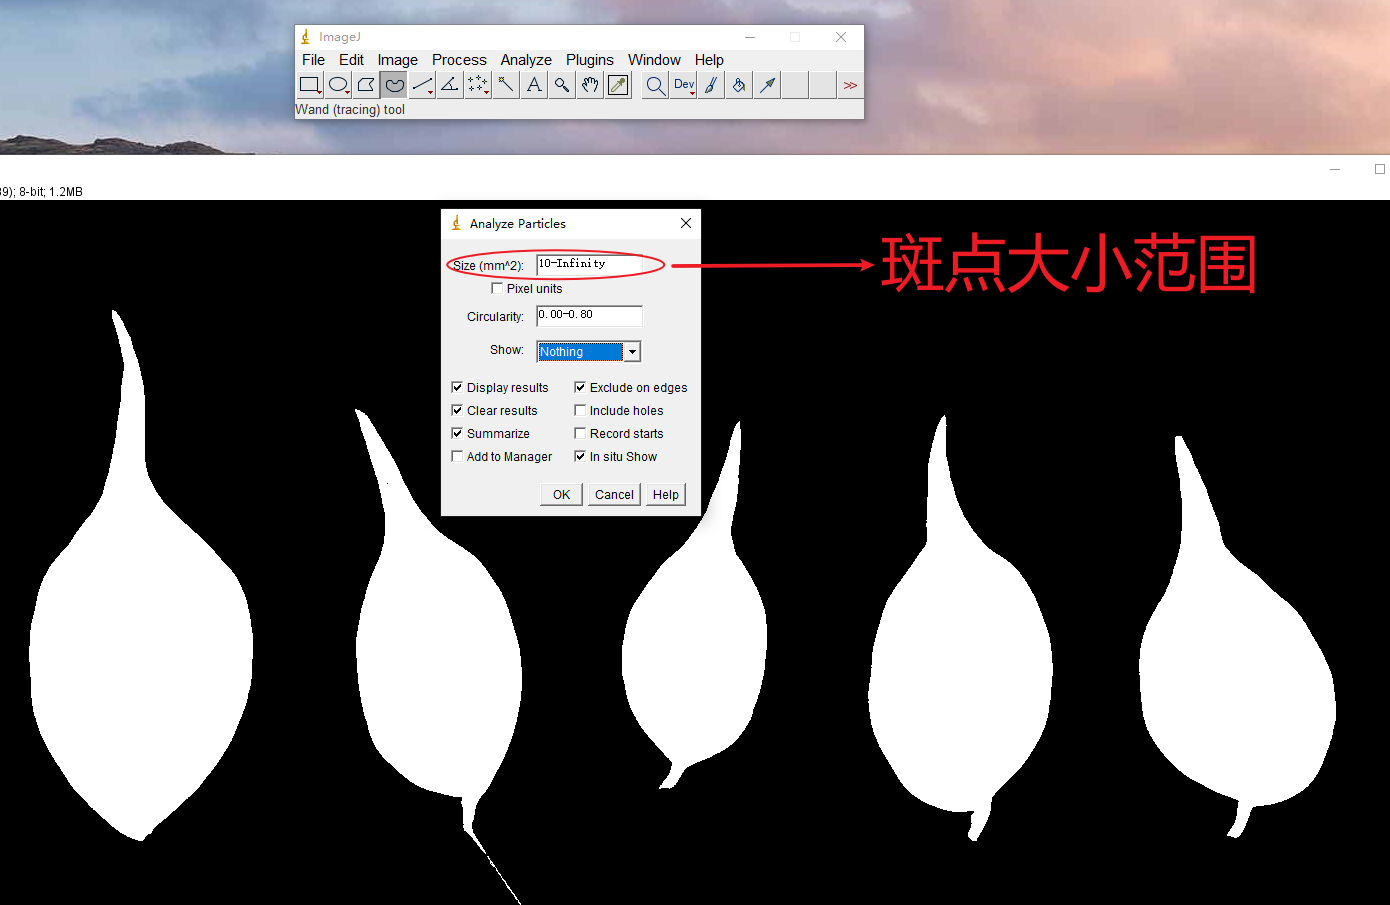 ImageJ
File Edit Image Process Analyze Plugins Window Help
Dev
>>
Wand (tracing) tool
39); 8-bit; 1.2MB
Analyze Particles
Size (mm^2): 10-Infinity
斑点大小范围
Pixel units
Circularity: 0.00-0.80
Show: Nothing
Display results Exclude on edges
Clear results Include holes
Summarize Record starts
Add to Manager In situ Show
OK Cancel Help